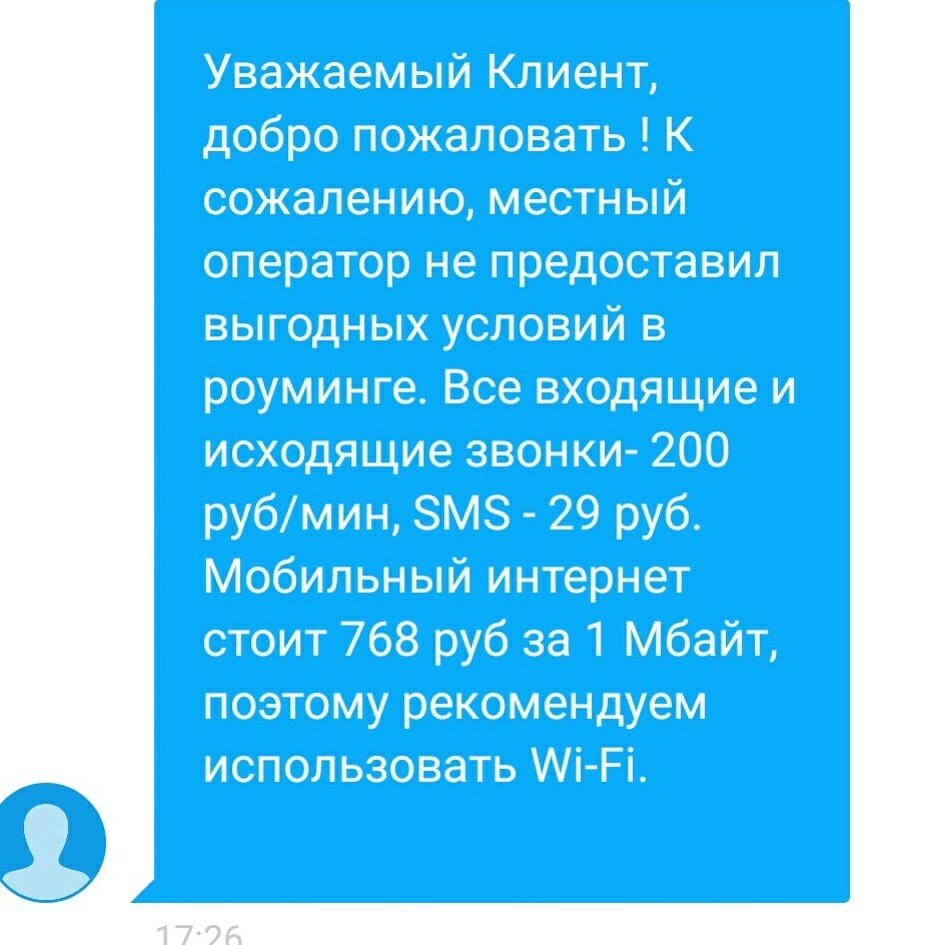 Уважаемый Клиент,
добро пожаловать ! К
сожалению, местный
оператор не предоставил
выгодных условий в
роуминге. Все входящие и
исходящие звонки- 200
руб/мин, SMS - 29 руб.
Мобильный интернет
стоит 768 руб за 1 Мбайт,
поэтому рекомендуем
использовать Wi-Fi.
17:26